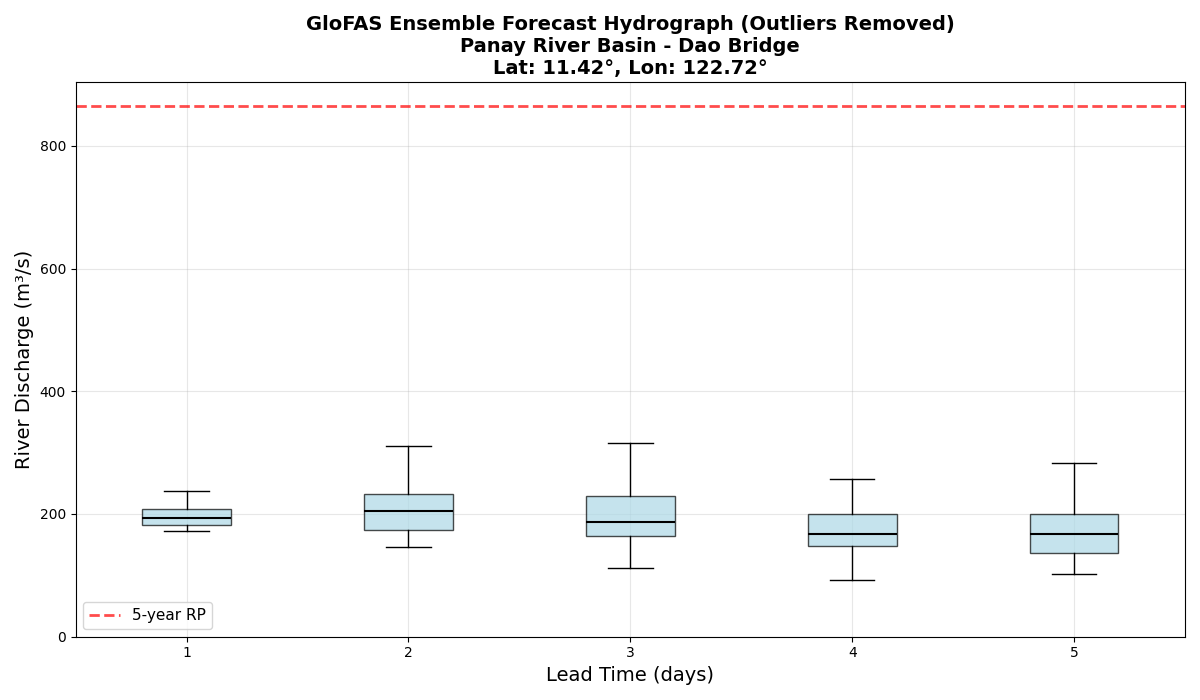 GloFAS Ensemble Forecast Hydrograph (Outliers Removed)
Panay River Basin - Dao Bridge
Lat: 11.42°, Lon: 122.72°
River Discharge (m³/s)
800
600
400
200
0
5-year RP
1 2 3 4 5
Lead Time (days)